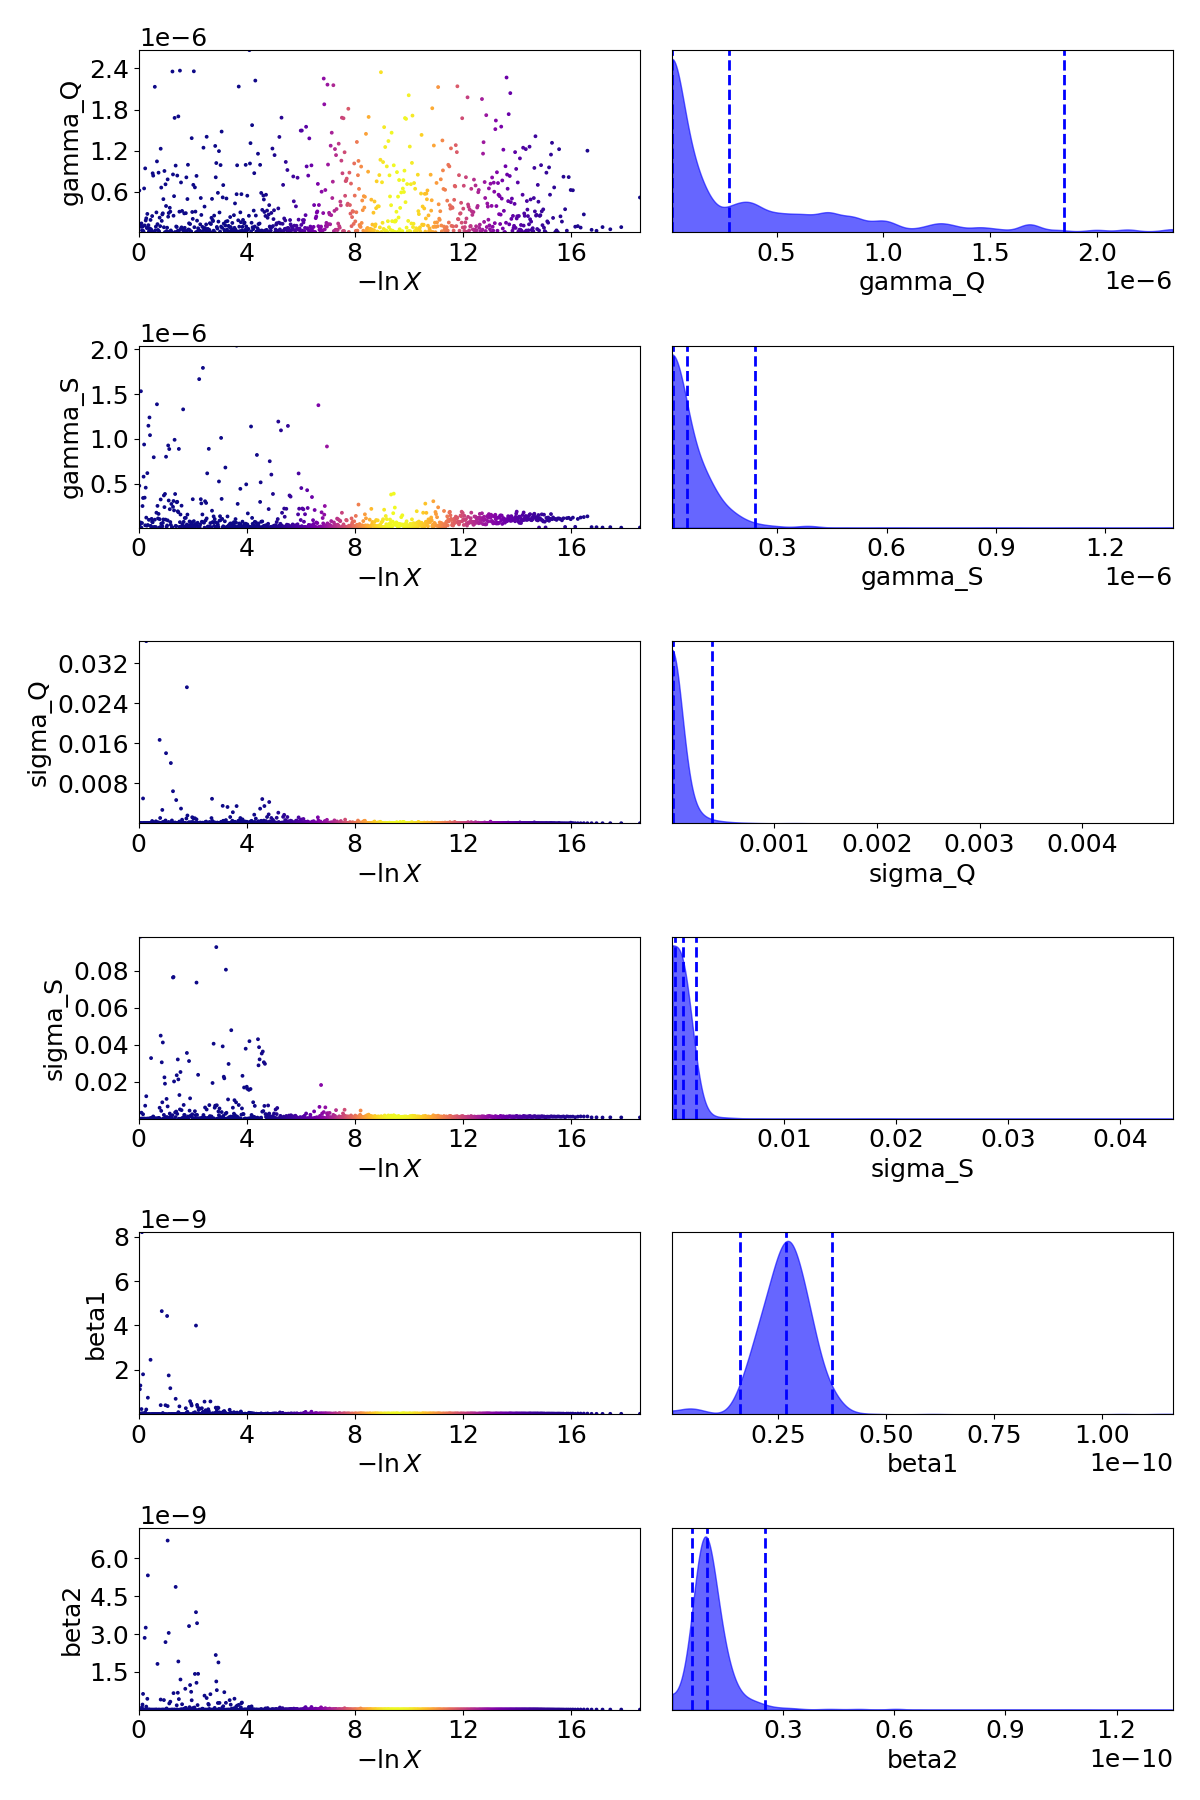 1e−6
gamma_Q
2.4
1.8
1.2
0.6
0 4 8 12 16
−ln X
0.5 1.0 1.5 2.0
gamma_Q 1e−6
1e−6
gamma_S
2.0
1.5
1.0
0.5
0 4 8 12 16
−ln X
0.3 0.6 0.9 1.2
gamma_S 1e−6
sigma_Q
0.032
0.024
0.016
0.008
0 4 8 12 16
−ln X
0.001 0.002 0.003 0.004
sigma_Q
sigma_S
0.08
0.06
0.04
0.02
0 4 8 12 16
−ln X
0.01 0.02 0.03 0.04
sigma_S
1e−9
beta1
8
6
4
2
0 4 8 12 16
−ln X
0.25 0.50 0.75 1.00
beta1 1e−10
1e−9
beta2
6.0
4.5
3.0
1.5
0 4 8 12 16
−ln X
0.3 0.6 0.9 1.2
beta2 1e−10